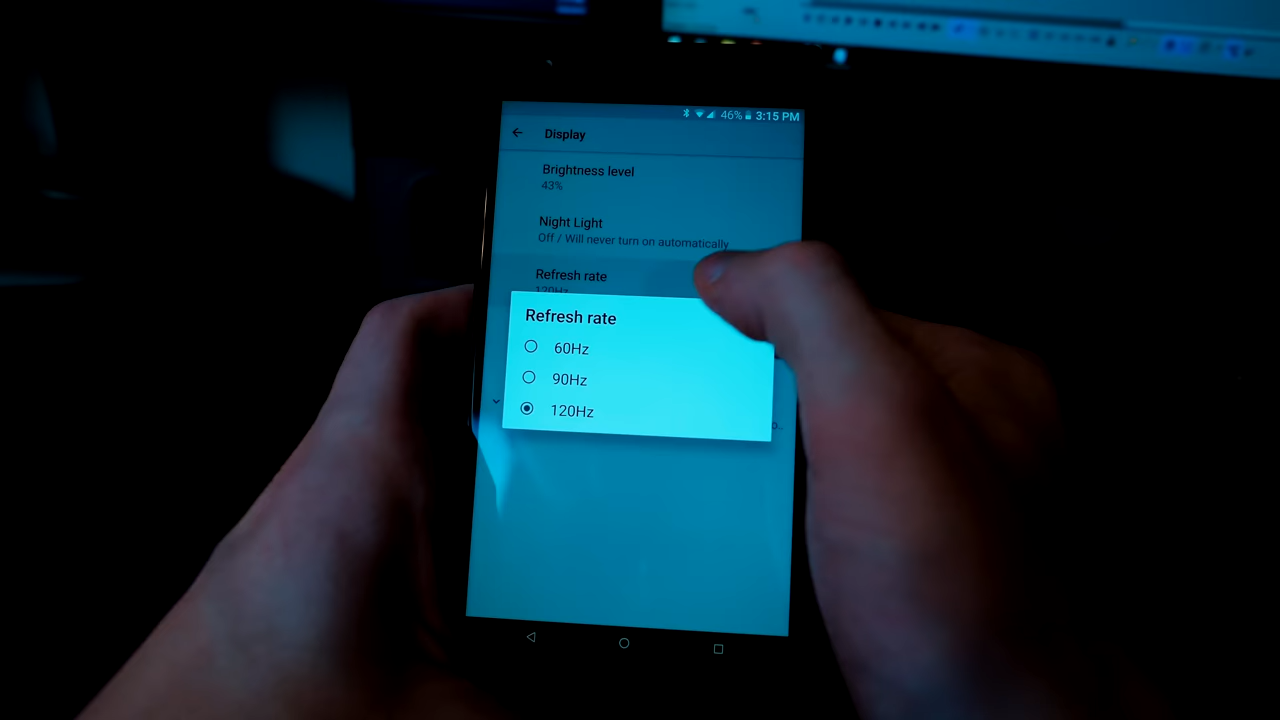 46% 3:15 PM
Display
Brightness level
43%
Night Light
Off / Will never turn on automatically
Refresh rate
120Hz
Refresh rate
60Hz
90Hz
120Hz